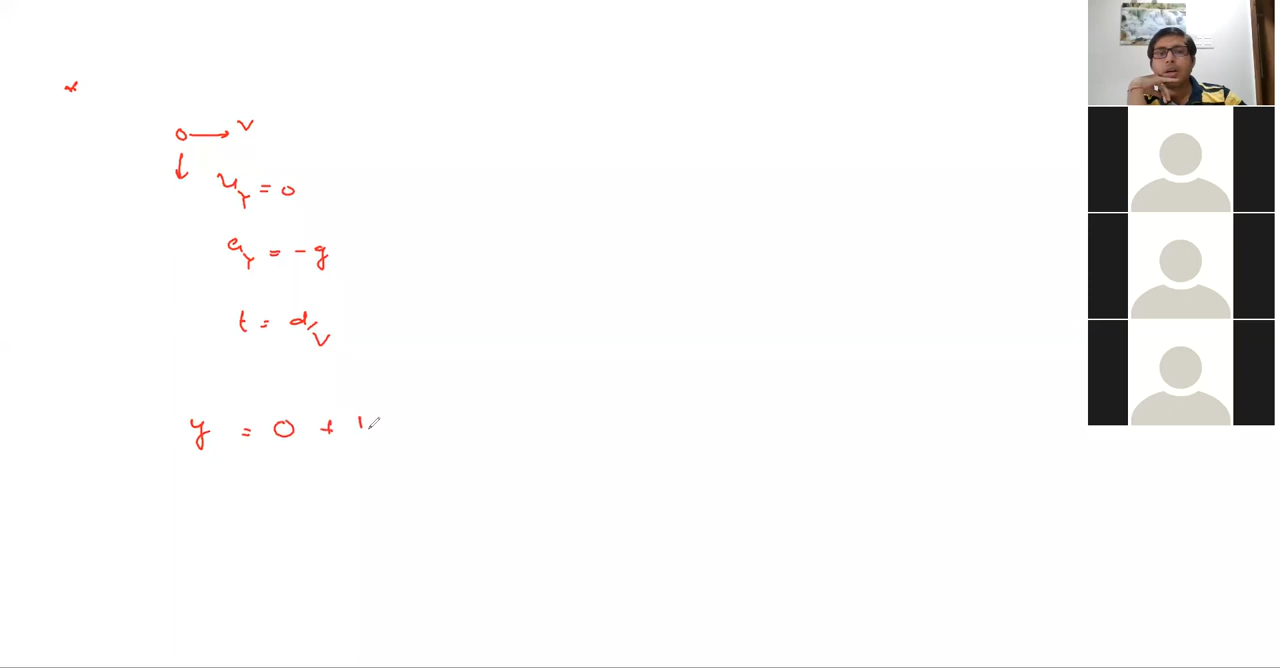 *
o → v
u_y = 0
a_y = -g
t = d/v
y = 0 + 1